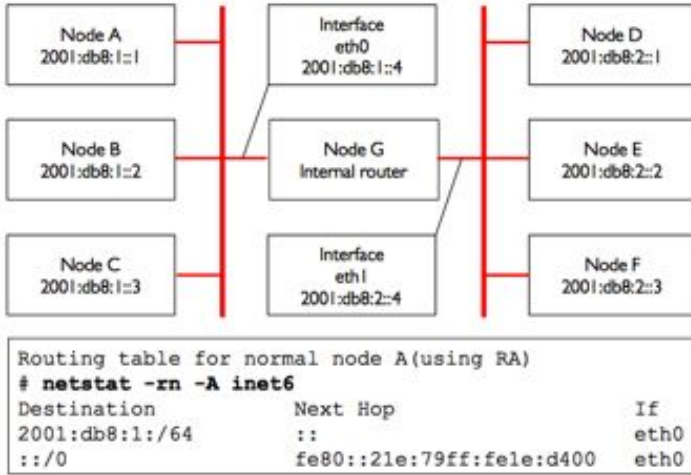 Node A
2001:db8:1::1
Interface
eth0
2001:db8:1::4
Node D
2001:db8:2::1
Node B
2001:db8:1::2
Node G
Internal router
Node E
2001:db8:2::2
Node C
2001:db8:1::3
Interface
eth1
2001:db8:2::4
Node F
2001:db8:2::3
Routing table for normal node A(using RA)
# netstat -rn -A inet6
Destination Next Hop If
2001:db8:1:/64 :: eth0
::/0 fe80::21e:79ff:fe1e:d400 eth0